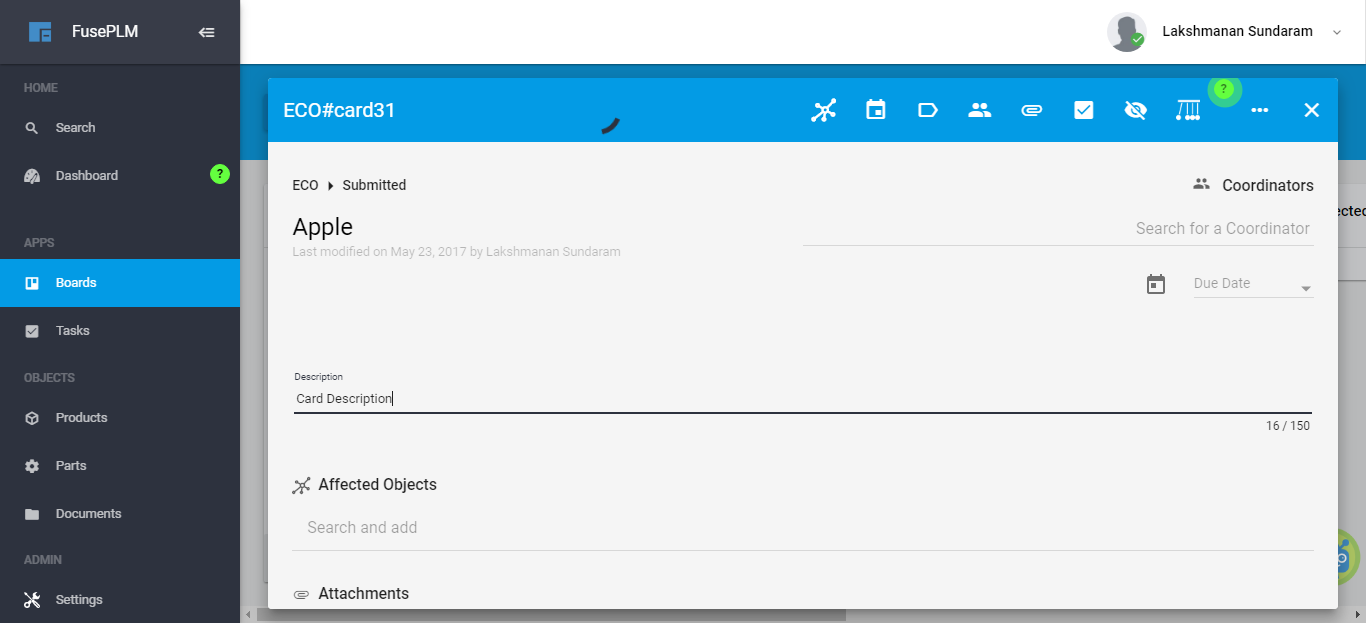 FusePLM
Lakshmanan Sundaram
HOME
Search
Dashboard
?
APPS
Boards
Tasks
OBJECTS
Products
Parts
Documents
ADMIN
Settings
ECO#card31
?
ECO Submitted
Coordinators
Apple
Search for a Coordinator
Last modified on May 23, 2017 by Lakshmanan Sundaram
Due Date
Description
Card Description
16 / 150
Affected Objects
Search and add
Attachments